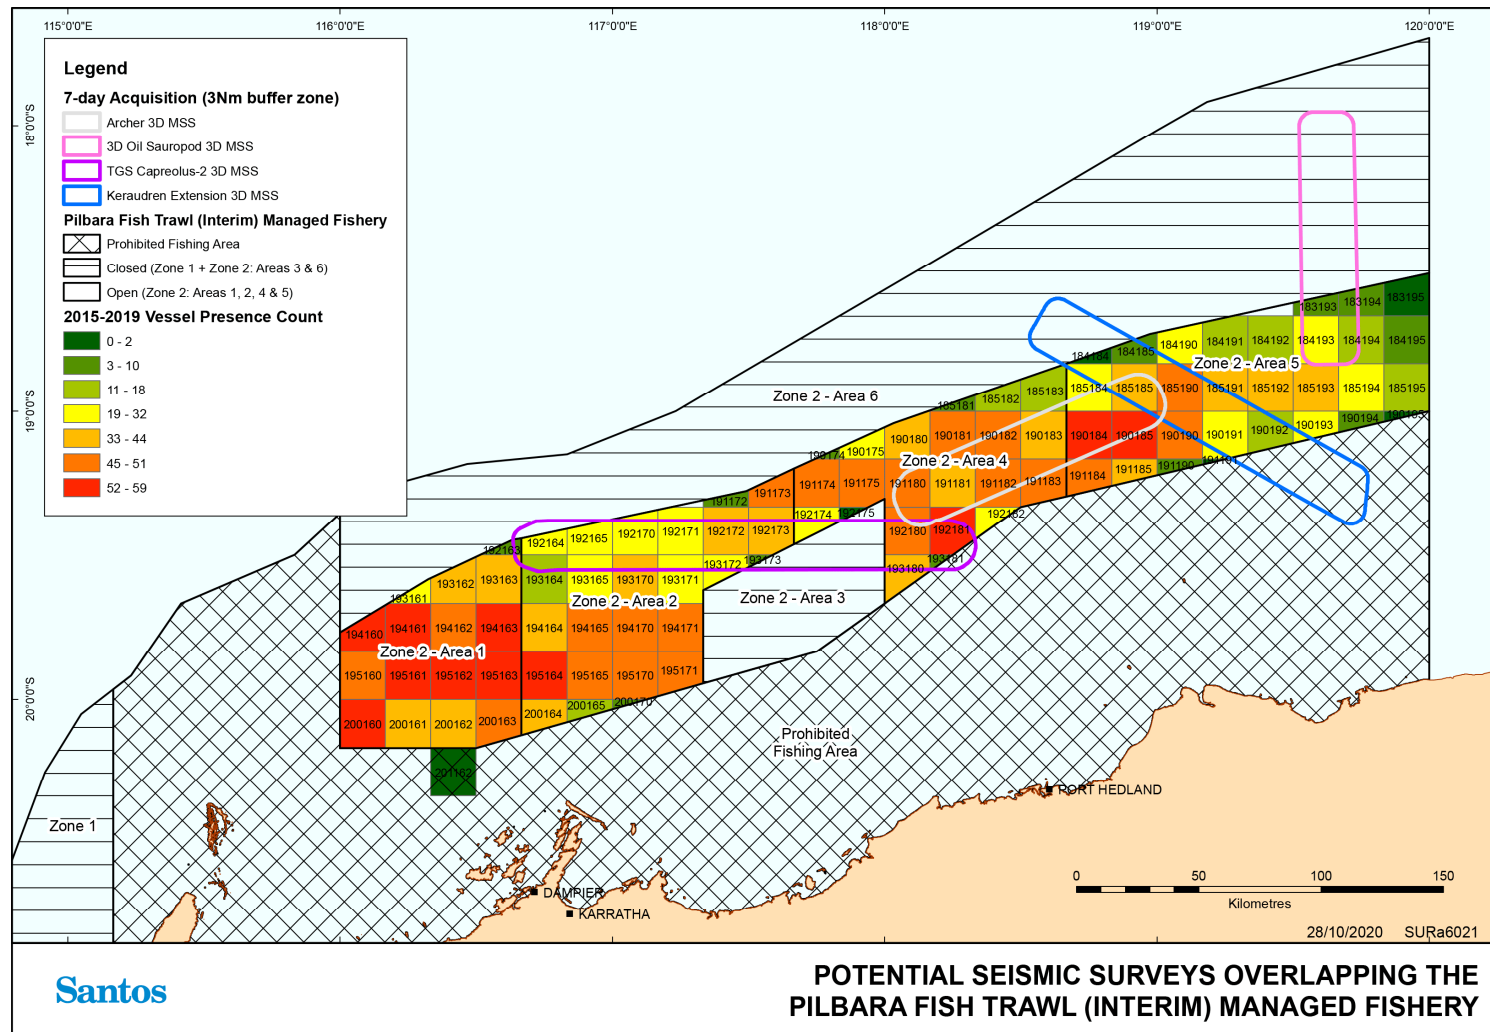 115°0'0"E 116°0'0"E 117°0'0"E 118°0'0"E 119°0'0"E 120°0'0"E
18°0'0"S
19°0'0"S
20°0'0"S
Legend
7-day Acquisition (3Nm buffer zone)
Archer 3D MSS
3D Oil Sauropod 3D MSS
TGS Capreolus-2 3D MSS
Keraudren Extension 3D MSS
Pilbara Fish Trawl (Interim) Managed Fishery
Prohibited Fishing Area
Closed (Zone 1 + Zone 2: Areas 3 & 6)
Open (Zone 2: Areas 1, 2, 4 & 5)
2015-2019 Vessel Presence Count
0 - 2
3 - 10
11 - 18
19 - 32
33 - 44
45 - 51
52 - 59
183193 183194 183195
184184 184185 184190 184191 184192 184193 184194 184195
Zone 2 - Area 5
185181 185182 185183 185184 185185 185190 185191 185192 185193 185194 185195
Zone 2 - Area 6
190174 190175 190180 190181 190182 190183 190184 190185 190190 190191 190192 190193 190194 190195
Zone 2 - Area 4
191172 191173 191174 191175 191180 191181 191182 191183 191184 191185 191190 191191
192163 192164 192165 192170 192171 192172 192173 192174 192175 192180 192181 192182
193161 193162 193163 193164 193165 193170 193171 193172 193173 193180 193181
Zone 2 - Area 2
Zone 2 - Area 3
194160 194161 194162 194163 194164 194165 194170 194171
Zone 2 - Area 1
195160 195161 195162 195163 195164 195165 195170 195171
200160 200161 200162 200163 200164 200165 200170
201162
Prohibited
Fishing Area
Zone 1
PORT HEDLAND
DAMPIER
KARRATHA
0 50 100 150
Kilometres
28/10/2020 SURa6021
Santos
POTENTIAL SEISMIC SURVEYS OVERLAPPING THE
PILBARA FISH TRAWL (INTERIM) MANAGED FISHERY